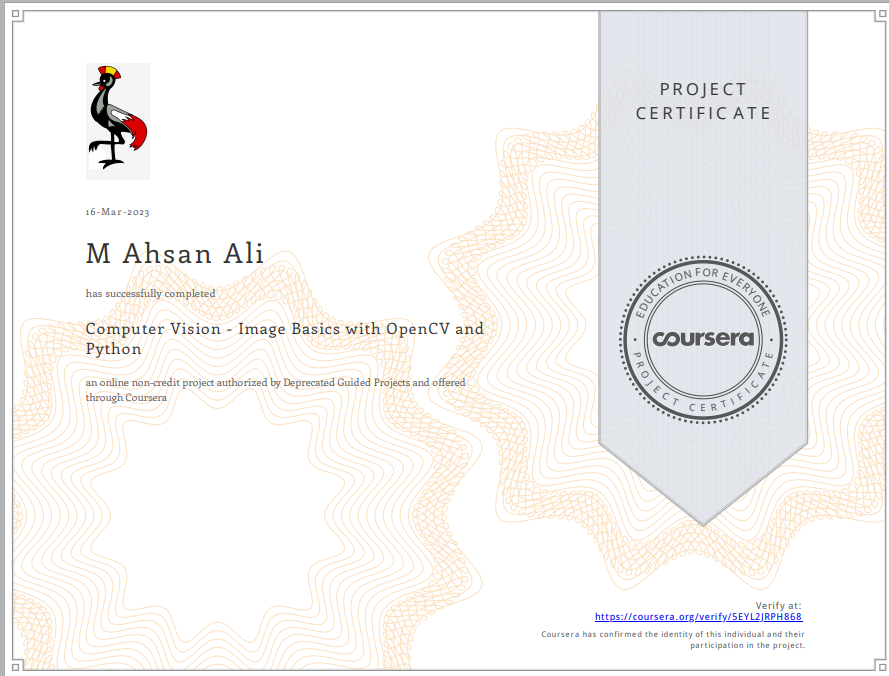 PROJECT
CERTIFICATE
16-Mar-2023
M Ahsan Ali
has successfully completed
Computer Vision - Image Basics with OpenCV and
Python
an online non-credit project authorized by Deprecated Guided Projects and offered
through Coursera
EDUCATION FOR EVERYONE
coursera
PROJECT CERTIFICATE
Verify at:
https://coursera.org/verify/5EYL2JRPH868
Coursera has confirmed the identity of this individual and their
participation in the project.